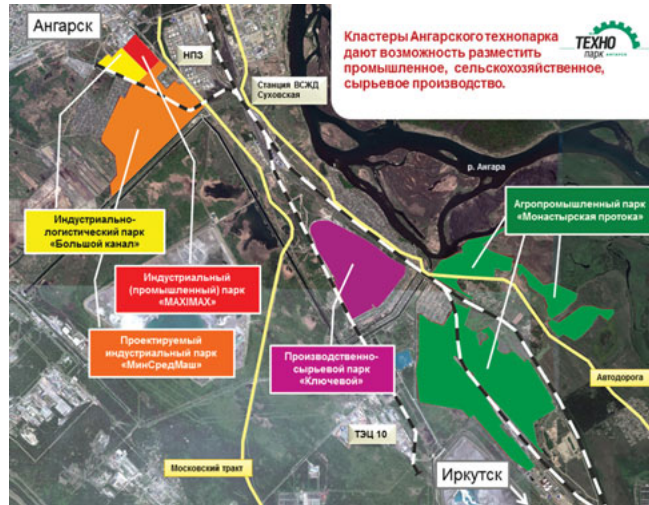 Ангарск
НПЗ
Кластеры Ангарского технопарка
дают возможность разместить
промышленное, сельскохозяйственное,
сырьевое производство.
ТЕХНО
парк АНГАРСК
Станция ВСЖД
Суховская
р. Ангара
Агропромышленный парк
«Монастырская протока»
Индустриально-
логистический парк
«Большой канал»
Индустриальный
(промышленный) парк
«MAXIMAX»
Проектируемый
индустриальный парк
«МинСредМаш»
Производственно-
сырьевой парк
«Ключевой»
Автодорога
ТЭЦ 10
Московский тракт
Иркутск